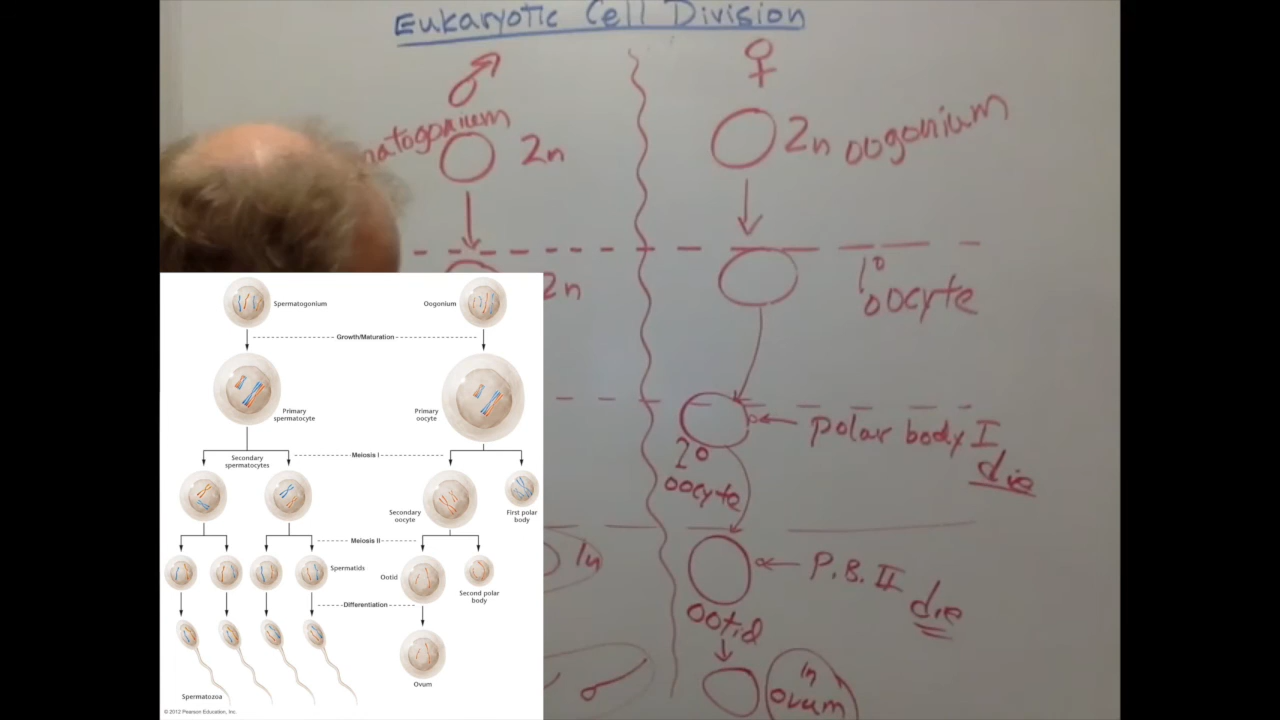 Eukaryotic Cell Division
♂
♀
matogonium
2n
2n oogonium
2n
1° oocyte
polar body I
die
2°
oocyte
1n
P.B. II
die
ootid
1n
ovum
Spermatogonium
Oogonium
Growth/Maturation
Primary
spermatocyte
Primary
oocyte
Secondary
spermatocytes
Meiosis I
Secondary
oocyte
First polar
body
Meiosis II
Spermatids
Ootid
Second polar
body
Differentiation
Ovum
Spermatozoa
© 2012 Pearson Education, Inc.